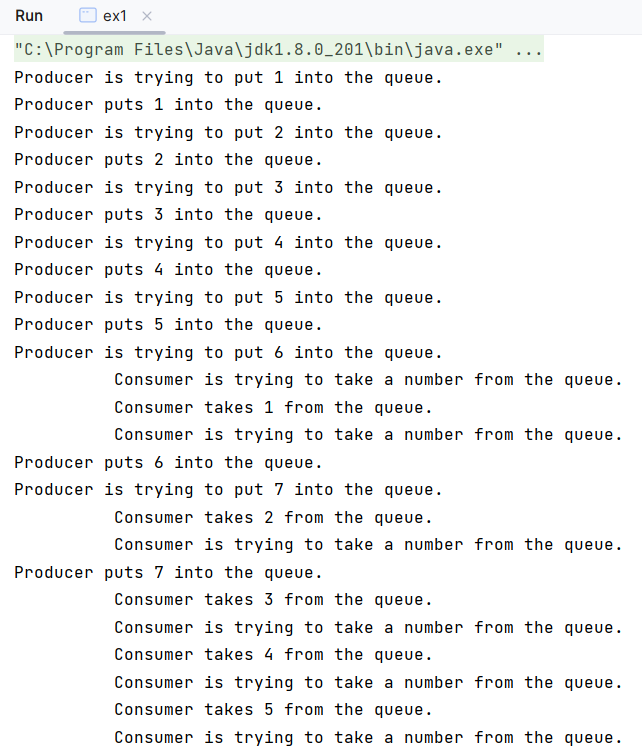 Run ex1
"C:\Program Files\Java\jdk1.8.0_201\bin\java.exe" ...
Producer is trying to put 1 into the queue.
Producer puts 1 into the queue.
Producer is trying to put 2 into the queue.
Producer puts 2 into the queue.
Producer is trying to put 3 into the queue.
Producer puts 3 into the queue.
Producer is trying to put 4 into the queue.
Producer puts 4 into the queue.
Producer is trying to put 5 into the queue.
Producer puts 5 into the queue.
Producer is trying to put 6 into the queue.
          Consumer is trying to take a number from the queue.
          Consumer takes 1 from the queue.
          Consumer is trying to take a number from the queue.
Producer puts 6 into the queue.
Producer is trying to put 7 into the queue.
          Consumer takes 2 from the queue.
          Consumer is trying to take a number from the queue.
Producer puts 7 into the queue.
          Consumer takes 3 from the queue.
          Consumer is trying to take a number from the queue.
          Consumer takes 4 from the queue.
          Consumer is trying to take a number from the queue.
          Consumer takes 5 from the queue.
          Consumer is trying to take a number from the queue.